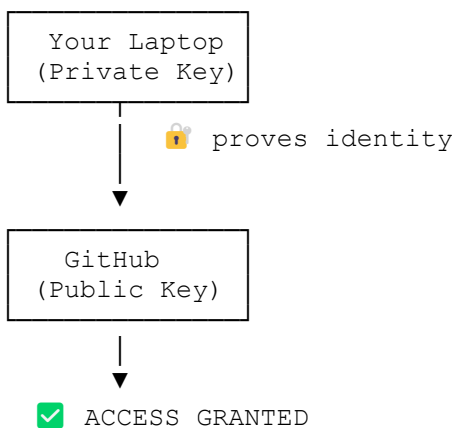 Your Laptop
(Private Key)
proves identity
GitHub
(Public Key)
ACCESS GRANTED